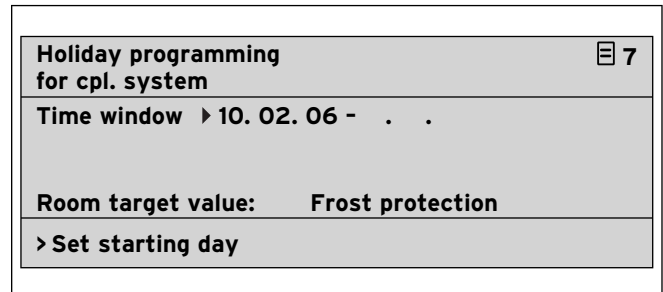 Holiday programming 7
for cpl. system
Time window 10. 02. 06 - . .
Room target value: Frost protection
> Set starting day